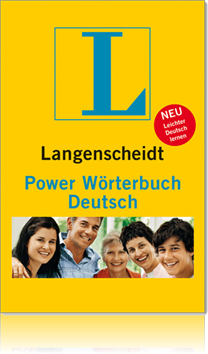 L
NEU
Leichter
Deutsch
lernen
Langenscheidt
Power Wörterbuch
Deutsch